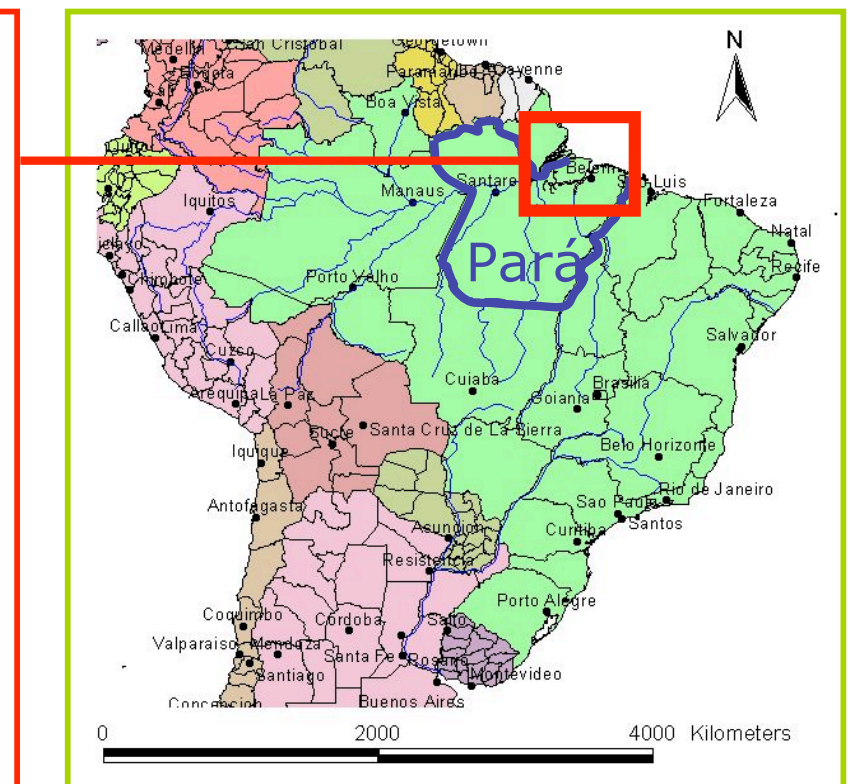 N
San Cristobal
Georgetown
Medellin
Bogota
Cali
Paramaribo
Cayenne
Boa Vista
Belem
Sao Luis
Quito
Iquitos
Manaus
Fortaleza
Natal
Pará
Recife
Chimbote
Porto Velho
Callao
Lima
Salvador
Cuzco
Cuiaba
Brasilia
Arequipa
La Paz
Goiania
Sucre
Santa Cruz de La Sierra
Iquique
Belo Horizonte
Antofagasta
Rio de Janeiro
Sao Paulo
Santos
Asuncion
Curitiba
Resistencia
Porto Alegre
Coquimbo
Cordoba
Salto
Valparaiso
Mendoza
Santa Fe
Rosario
Santiago
Montevideo
Buenos Aires
0 2000 4000 Kilometers